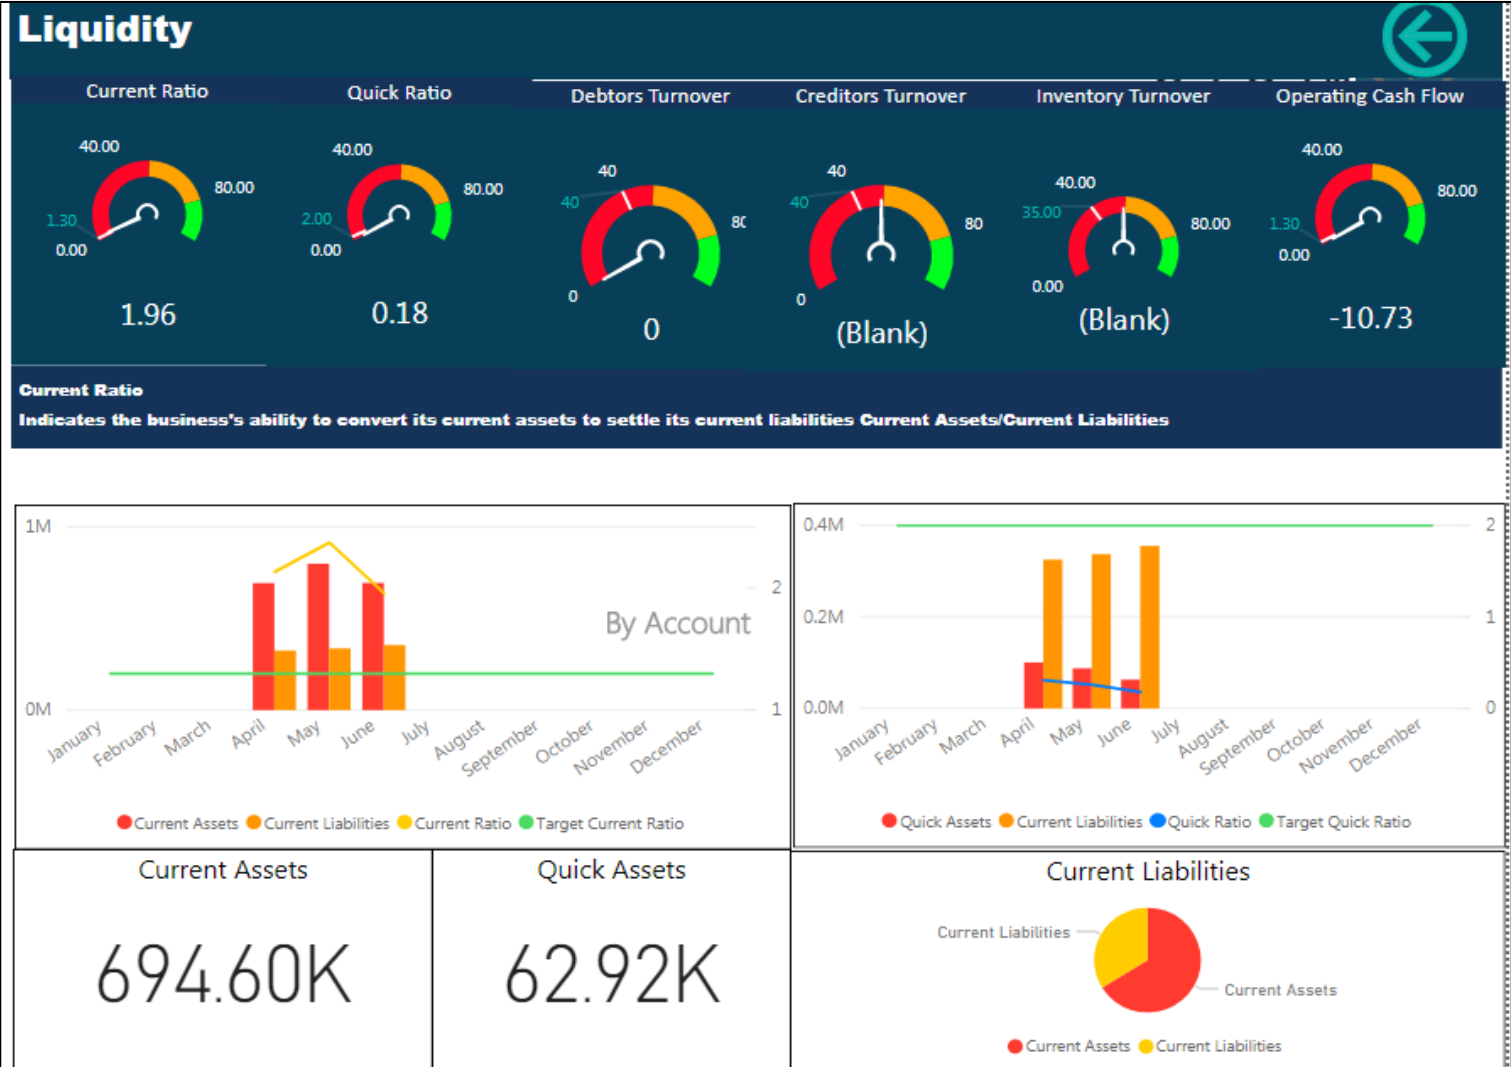 Liquidity
Current Ratio
Quick Ratio
Debtors Turnover
Creditors Turnover
Inventory Turnover
Operating Cash Flow
40.00
80.00
1.30
0.00
1.96
40.00
80.00
2.00
0.00
0.18
40
40
0
0
40
40
80
0
(Blank)
40.00
35.00
80.00
0.00
(Blank)
40.00
80.00
1.30
0.00
-10.73
Current Ratio
Indicates the business's ability to convert its current assets to settle its current liabilities Current Assets/Current Liabilities
1M
0M
2
1
By Account
January
February
March
April
May
June
July
August
September
October
November
December
Current Assets
Current Liabilities
Current Ratio
Target Current Ratio
0.4M
0.2M
0.0M
2
1
0
January
February
March
April
May
June
July
August
September
October
November
December
Quick Assets
Current Liabilities
Quick Ratio
Target Quick Ratio
Current Assets
694.60K
Quick Assets
62.92K
Current Liabilities
Current Liabilities
Current Assets
Current Assets
Current Liabilities